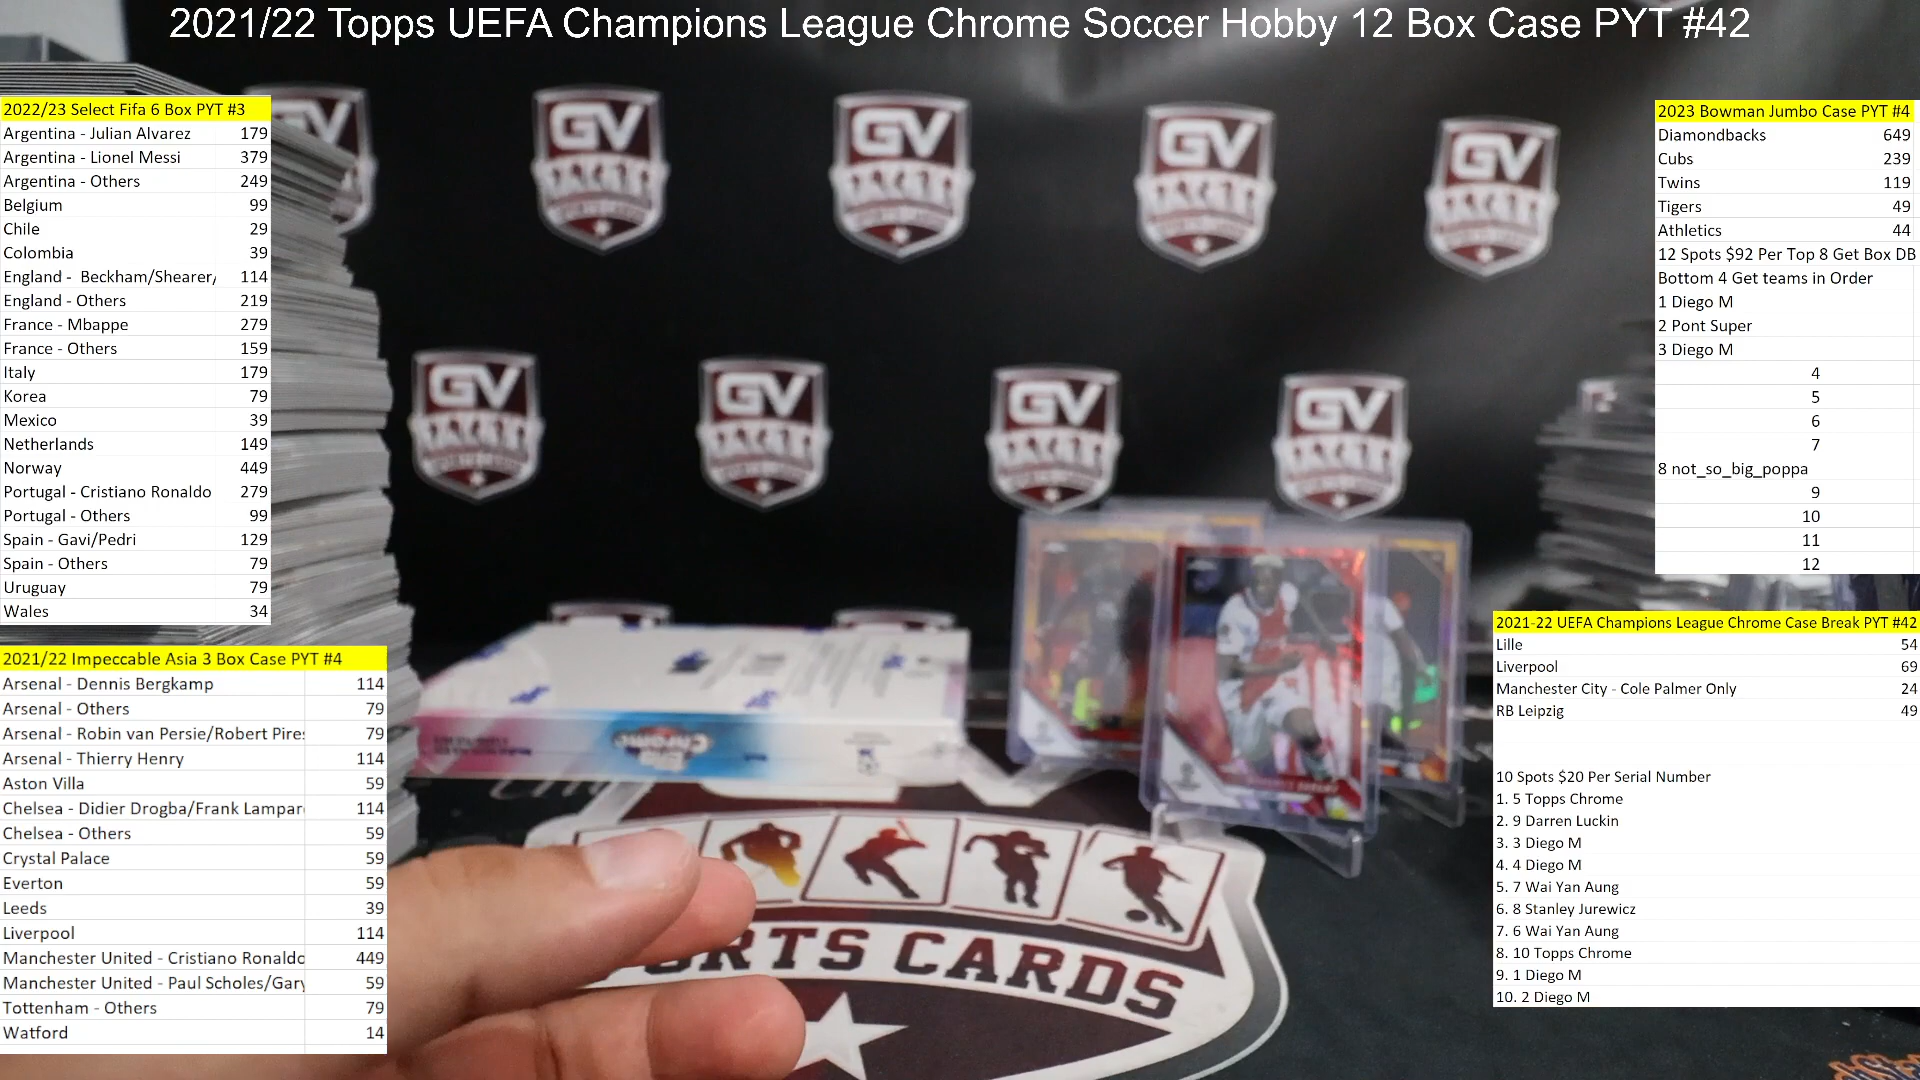 2021/22 Topps UEFA Champions League Chrome Soccer Hobby 12 Box Case PYT #42
2022/23 Select Fifa 6 Box PYT #3
Argentina - Julian Alvarez 179
Argentina - Lionel Messi 379
Argentina - Others 249
Belgium 99
Chile 29
Colombia 39
England - Beckham/Shearer/ 114
England - Others 219
France - Mbappe 279
France - Others 159
Italy 179
Korea 79
Mexico 39
Netherlands 149
Norway 449
Portugal - Cristiano Ronaldo 279
Portugal - Others 99
Spain - Gavi/Pedri 129
Spain - Others 79
Uruguay 79
Wales 34
2021/22 Impeccable Asia 3 Box Case PYT #4
Arsenal - Dennis Bergkamp 114
Arsenal - Others 79
Arsenal - Robin van Persie/Robert Pires 79
Arsenal - Thierry Henry 114
Aston Villa 59
Chelsea - Didier Drogba/Frank Lampar 114
Chelsea - Others 59
Crystal Palace 59
Everton 59
Leeds 39
Liverpool 114
Manchester United - Cristiano Ronaldo 449
Manchester United - Paul Scholes/Gary 59
Tottenham - Others 79
Watford 14
2023 Bowman Jumbo Case PYT #4
Diamondbacks 649
Cubs 239
Twins 119
Tigers 49
Athletics 44
12 Spots $92 Per Top 8 Get Box DB
Bottom 4 Get teams in Order
1 Diego M
2 Pont Super
3 Diego M
4
5
6
7
8 not_so_big_poppa
9
10
11
12
2021-22 UEFA Champions League Chrome Case Break PYT #42
Lille 54
Liverpool 69
Manchester City - Cole Palmer Only 24
RB Leipzig 49
10 Spots $20 Per Serial Number
1. 5 Topps Chrome
2. 9 Darren Luckin
3. 3 Diego M
4. 4 Diego M
5. 7 Wai Yan Aung
6. 8 Stanley Jurewicz
7. 6 Wai Yan Aung
8. 10 Topps Chrome
9. 1 Diego M
10. 2 Diego M
GV
GV
GV
GV
GV
GV
GV
GV
GV
Chrome
RTS CARDS